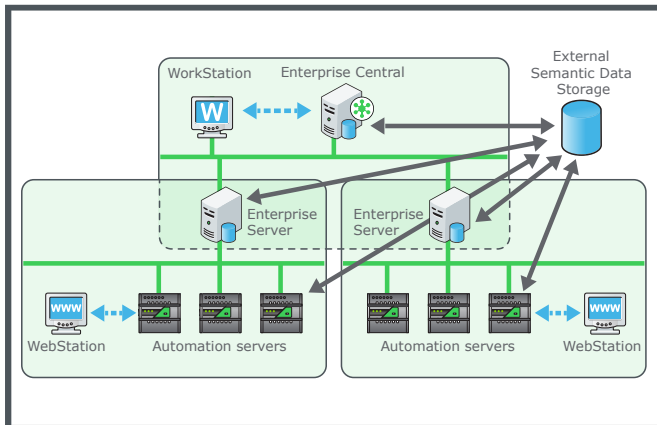 External
Semantic Data
Storage
WorkStation
Enterprise Central
W
Enterprise
Server
Enterprise
Server
www
WebStation
Automation servers
Automation servers
www
WebStation